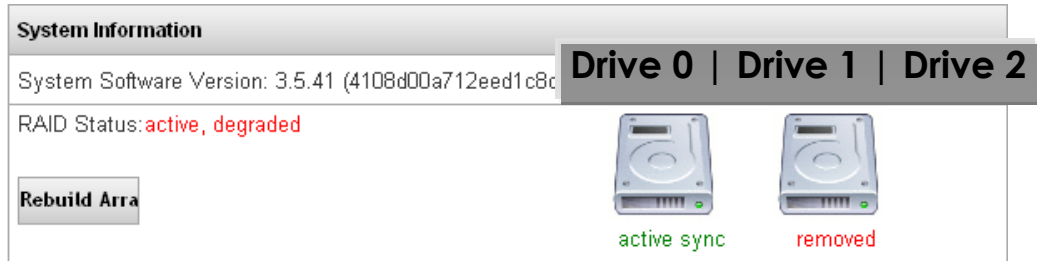 System Information
System Software Version: 3.5.41 (4108d00a712eed1c8c
Drive 0 | Drive 1 | Drive 2
RAID Status:active, degraded
Rebuild Arra
active sync
removed